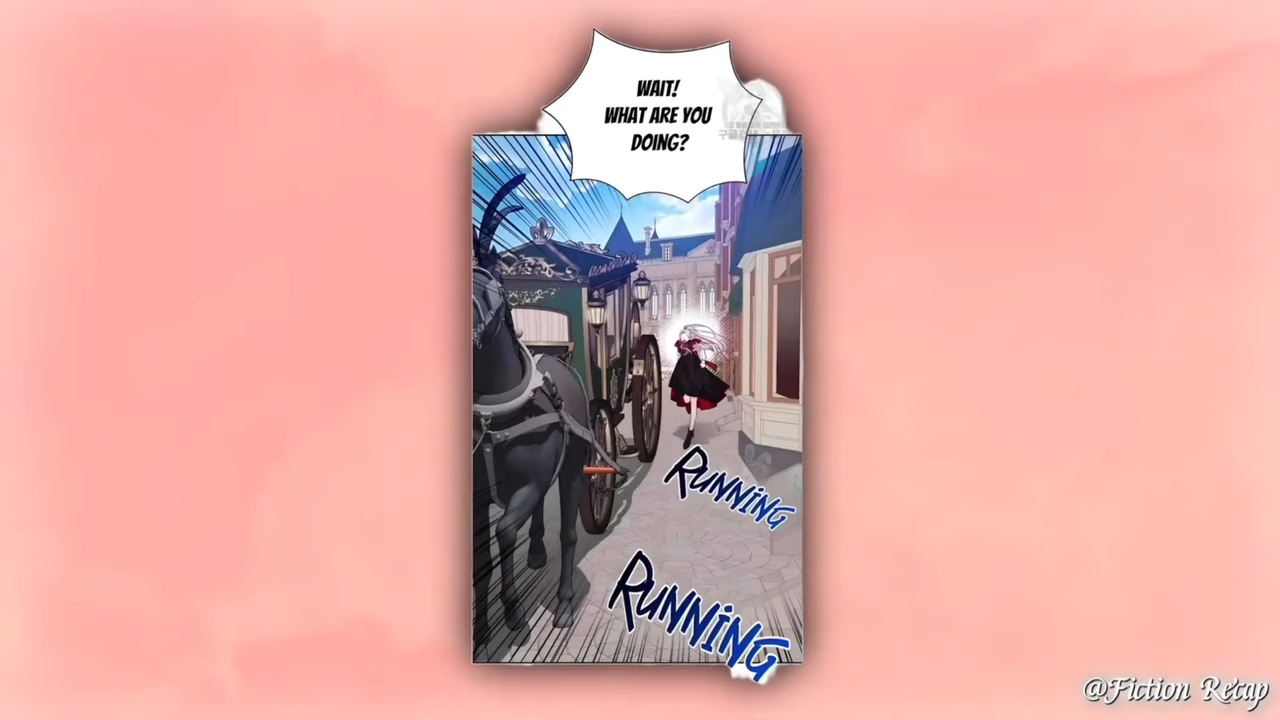 WAIT!
WHAT ARE YOU
DOING?
RUNNING
RUNNING
@Fiction Recap